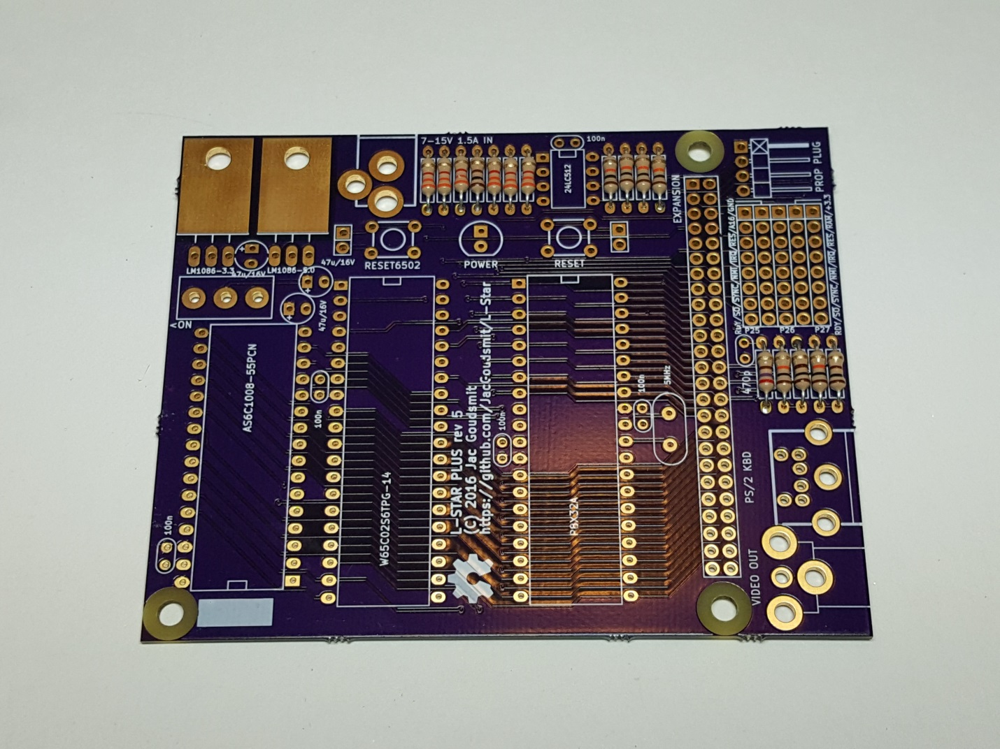 7-15V 1.5A IN
100n
24LC512
PROP PLUG
EXPANSION
RDY/SO/SYNC/NMI/IRQ/RES/A16/GND
RDY/SO/SYNC/NMI/IRQ/RES/RAM/+3.3
LM1086-3.3
47u/16V
LM1086-5.0
47u/16V
RESET6502
POWER
RESET
47u/16V
<ON
P25
P26
P27
470p
AS6C1008-55PCN
100n
100n
W65C02S6TPG-14
L-STAR PLUS rev 5
(C) 2016 Jac Goudsmit
https://github.com/JacGoudsmit/L-Star
100n
P8X32A
100n
5MHz
PS/2 KBD
VIDEO OUT
100n